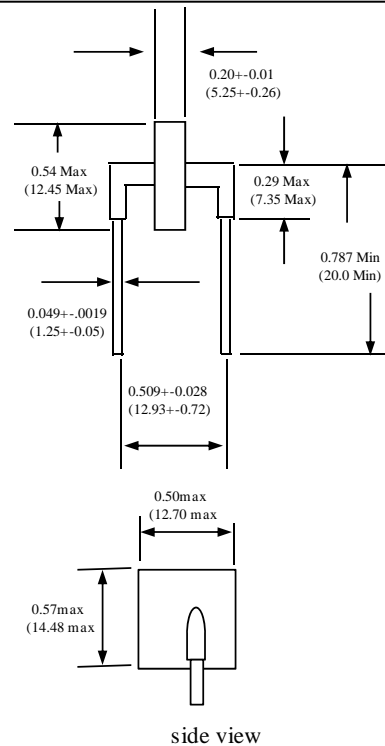 0.20+-0.01
(5.25+-0.26)
0.54 Max
(12.45 Max)
0.29 Max
(7.35 Max)
0.787 Min
(20.0 Min)
0.049+-.0019
(1.25+-0.05)
0.509+-0.028
(12.93+-0.72)
0.50max
(12.70 max
0.57max
(14.48 max
side view